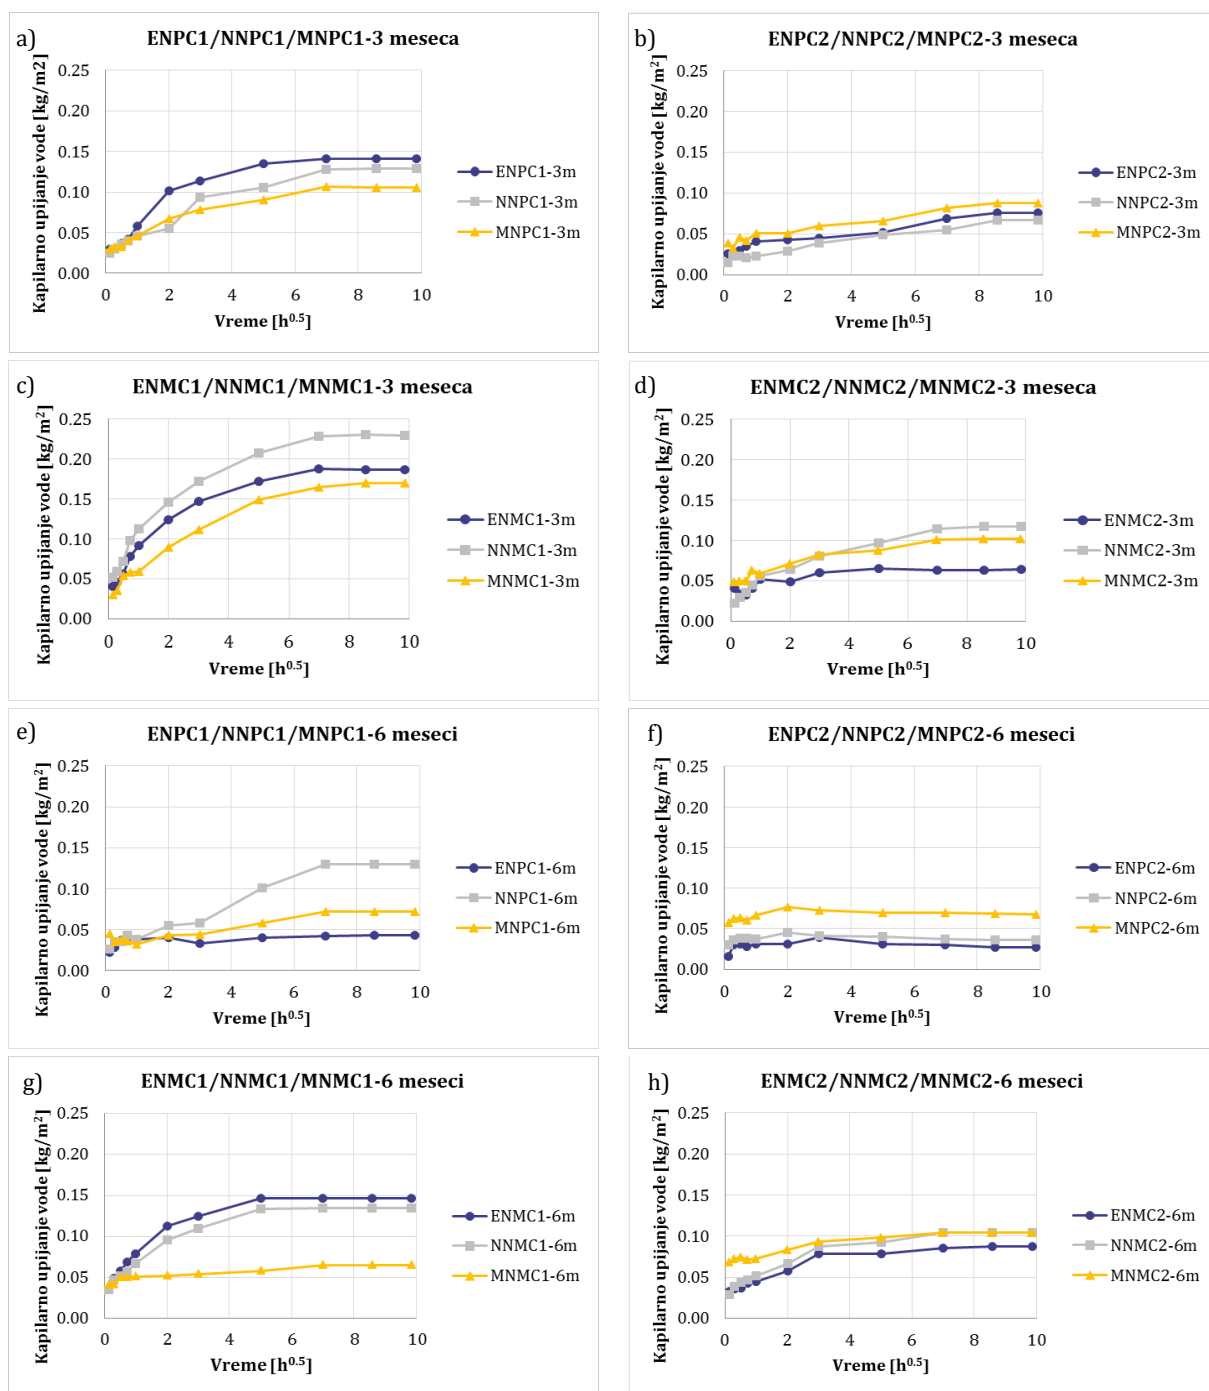 a)
ENPC1/NNPC1/MNPC1-3 meseca
Kapilarno upijanje vode [kg/m2]
0.25
0.20
0.15
0.10
0.05
0.00
0 2 4 6 8 10
Vreme [h^0.5]
ENPC1-3m
NNPC1-3m
MNPC1-3m
b)
ENPC2/NNPC2/MNPC2-3 meseca
Kapilarno upijanje vode [kg/m²]
0.25
0.20
0.15
0.10
0.05
0.00
0 2 4 6 8 10
Vreme [h^0.5]
ENPC2-3m
NNPC2-3m
MNPC2-3m
c)
ENMC1/NNMC1/MNMC1-3 meseca
Kapilarno upijanje vode [kg/m²]
0.25
0.20
0.15
0.10
0.05
0.00
0 2 4 6 8 10
Vreme [h^0.5]
ENMC1-3m
NNMC1-3m
MNMC1-3m
d)
ENMC2/NNMC2/MNMC2-3 meseca
Kapilarno upijanje vode [kg/m²]
0.25
0.20
0.15
0.10
0.05
0.00
0 2 4 6 8 10
Vreme [h^0.5]
ENMC2-3m
NNMC2-3m
MNMC2-3m
e)
ENPC1/NNPC1/MNPC1-6 meseci
Kapilarno upijanje vode [kg/m²]
0.25
0.20
0.15
0.10
0.05
0.00
0 2 4 6 8 10
Vreme [h^0.5]
ENPC1-6m
NNPC1-6m
MNPC1-6m
f)
ENPC2/NNPC2/MNPC2-6 meseci
Kapilarno upijanje vode [kg/m²]
0.25
0.20
0.15
0.10
0.05
0.00
0 2 4 6 8 10
Vreme [h^0.5]
ENPC2-6m
NNPC2-6m
MNPC2-6m
g)
ENMC1/NNMC1/MNMC1-6 meseci
Kapilarno upijanje vode [kg/m²]
0.25
0.20
0.15
0.10
0.05
0.00
0 2 4 6 8 10
Vreme [h^0.5]
ENMC1-6m
NNMC1-6m
MNMC1-6m
h)
ENMC2/NNMC2/MNMC2-6 meseci
Kapilarno upijanje vode [kg/m²]
0.25
0.20
0.15
0.10
0.05
0.00
0 2 4 6 8 10
Vreme [h^0.5]
ENMC2-6m
NNMC2-6m
MNMC2-6m